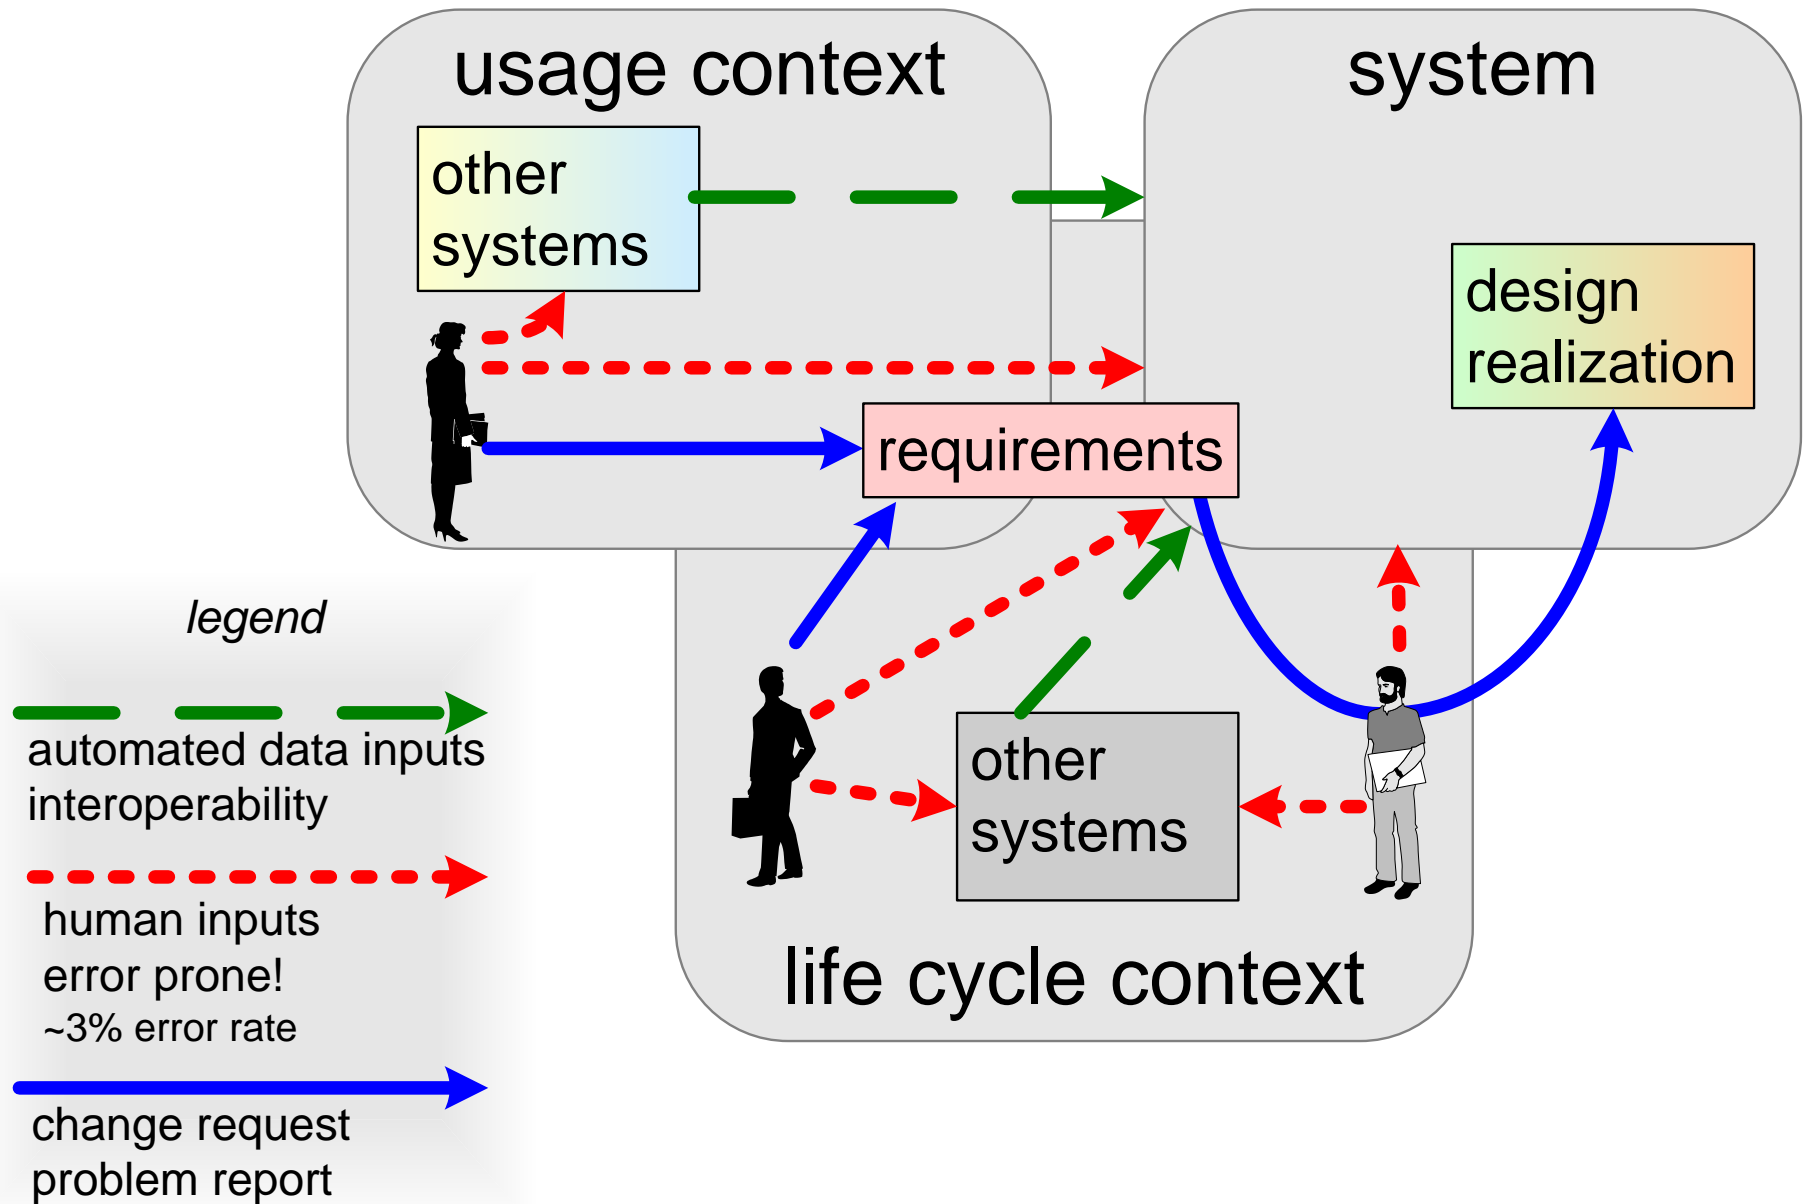 usage context
system
other
systems
design
realization
requirements
legend
automated data inputs
interoperability
human inputs
error prone!
~3% error rate
change request
problem report
other
systems
life cycle context